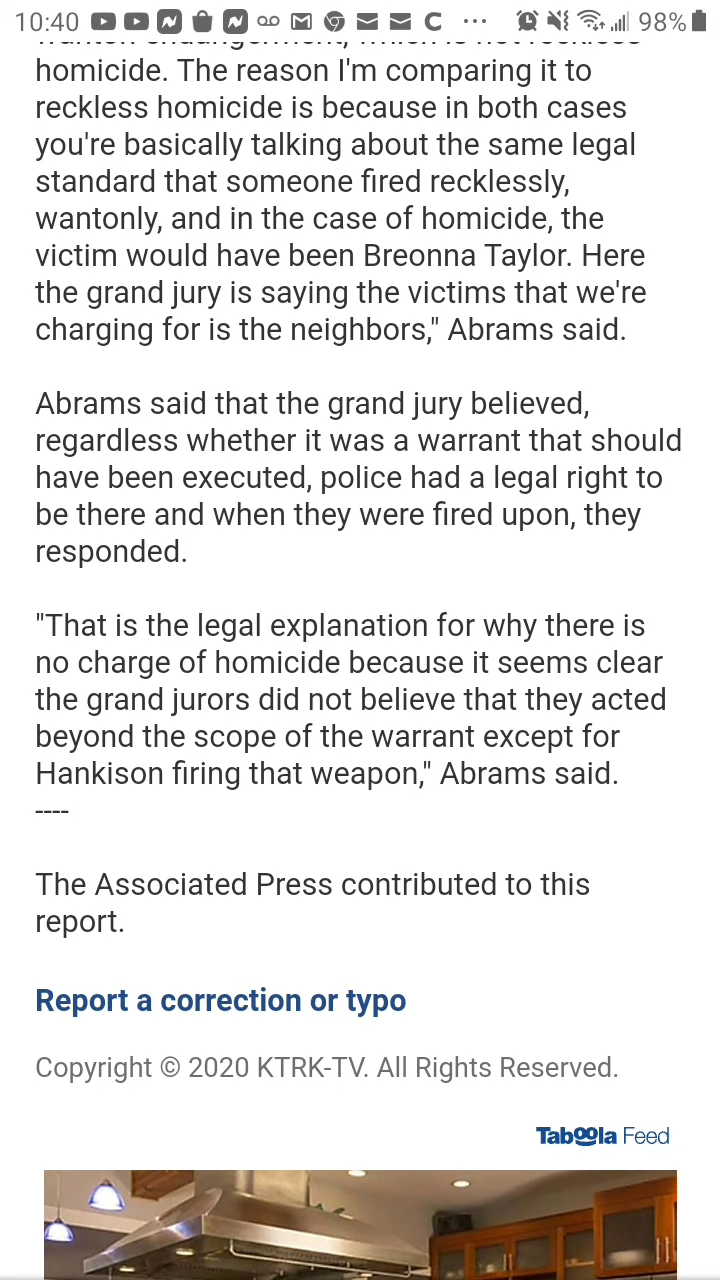 10:40 98%
homicide. The reason I'm comparing it to
reckless homicide is because in both cases
you're basically talking about the same legal
standard that someone fired recklessly,
wantonly, and in the case of homicide, the
victim would have been Breonna Taylor. Here
the grand jury is saying the victims that we're
charging for is the neighbors," Abrams said.
Abrams said that the grand jury believed,
regardless whether it was a warrant that should
have been executed, police had a legal right to
be there and when they were fired upon, they
responded.
"That is the legal explanation for why there is
no charge of homicide because it seems clear
the grand jurors did not believe that they acted
beyond the scope of the warrant except for
Hankison firing that weapon," Abrams said.
----
The Associated Press contributed to this
report.
Report a correction or typo
Copyright © 2020 KTRK-TV. All Rights Reserved.
Taboola Feed